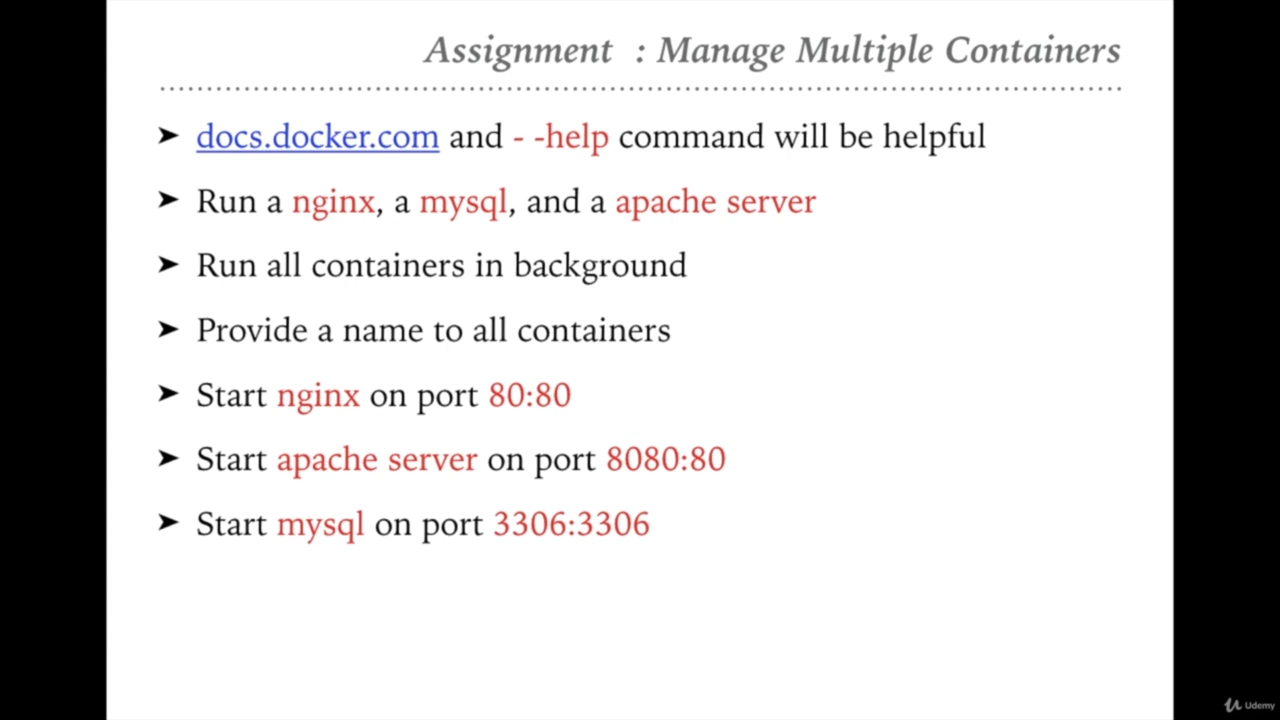 Assignment : Manage Multiple Containers
➤ docs.docker.com and - -help command will be helpful
➤ Run a nginx, a mysql, and a apache server
➤ Run all containers in background
➤ Provide a name to all containers
➤ Start nginx on port 80:80
➤ Start apache server on port 8080:80
➤ Start mysql on port 3306:3306
Udemy